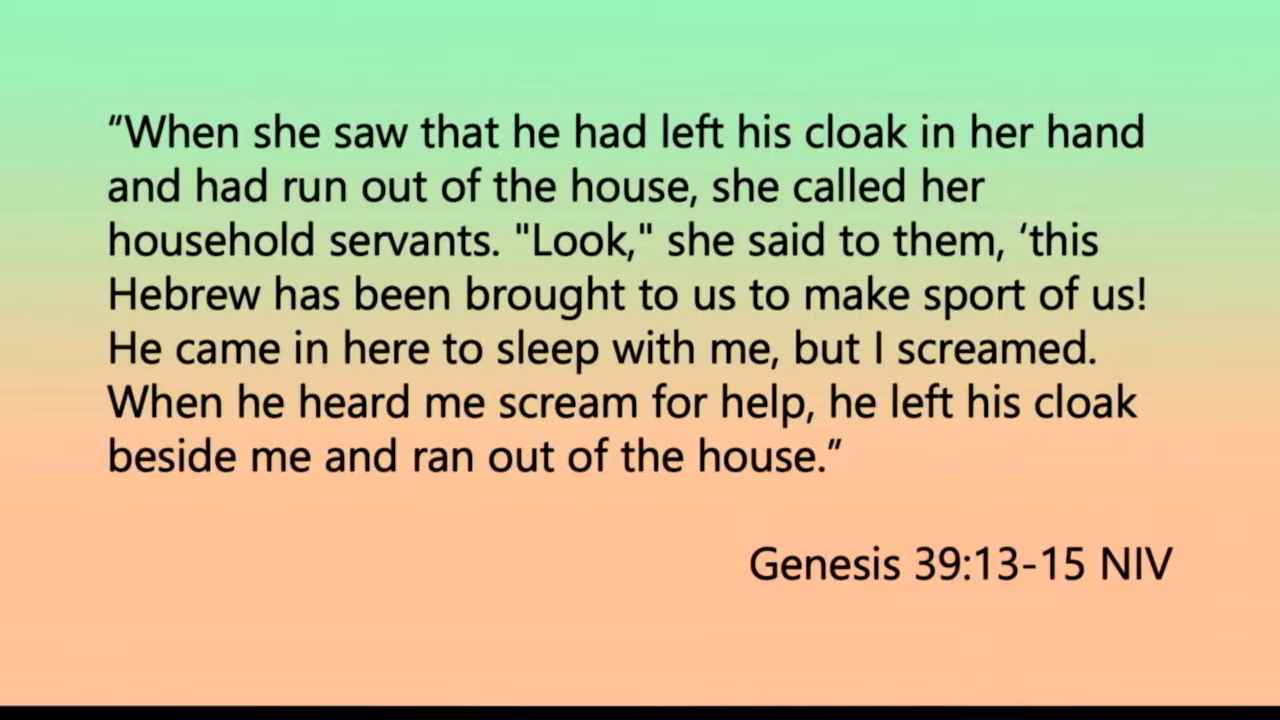 “When she saw that he had left his cloak in her hand
and had run out of the house, she called her
household servants. "Look," she said to them, ‘this
Hebrew has been brought to us to make sport of us!
He came in here to sleep with me, but I screamed.
When he heard me scream for help, he left his cloak
beside me and ran out of the house.”
Genesis 39:13-15 NIV